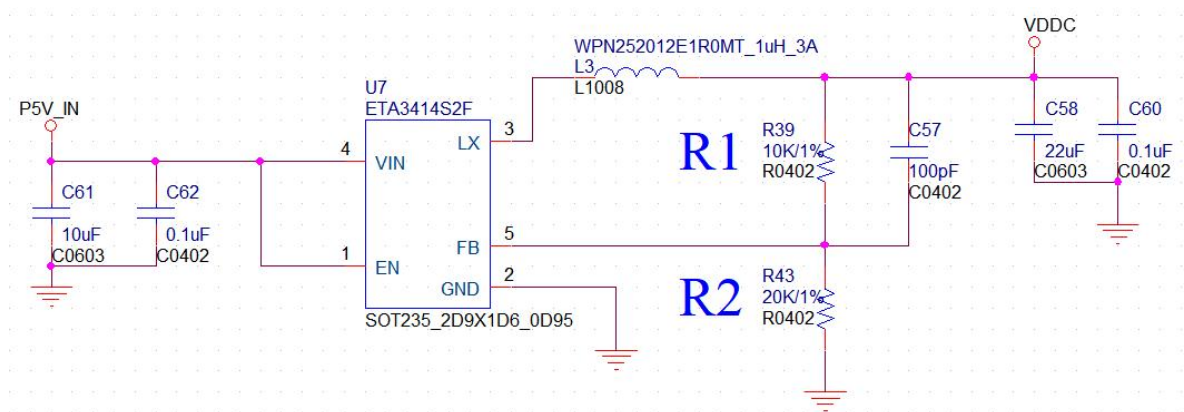 WPN252012E1R0MT_1uH_3A
L3
L1008
VDDC
U7
ETA3414S2F
P5V_IN
4
VIN
LX
3
C61
10uF
C0603
C62
0.1uF
C0402
1
EN
FB
5
GND
2
SOT235_2D9X1D6_0D95
R1
R39
10K/1%
R0402
C57
100pF
C0402
C58
22uF
C0603
C60
0.1uF
C0402
R2
R43
20K/1%
R0402